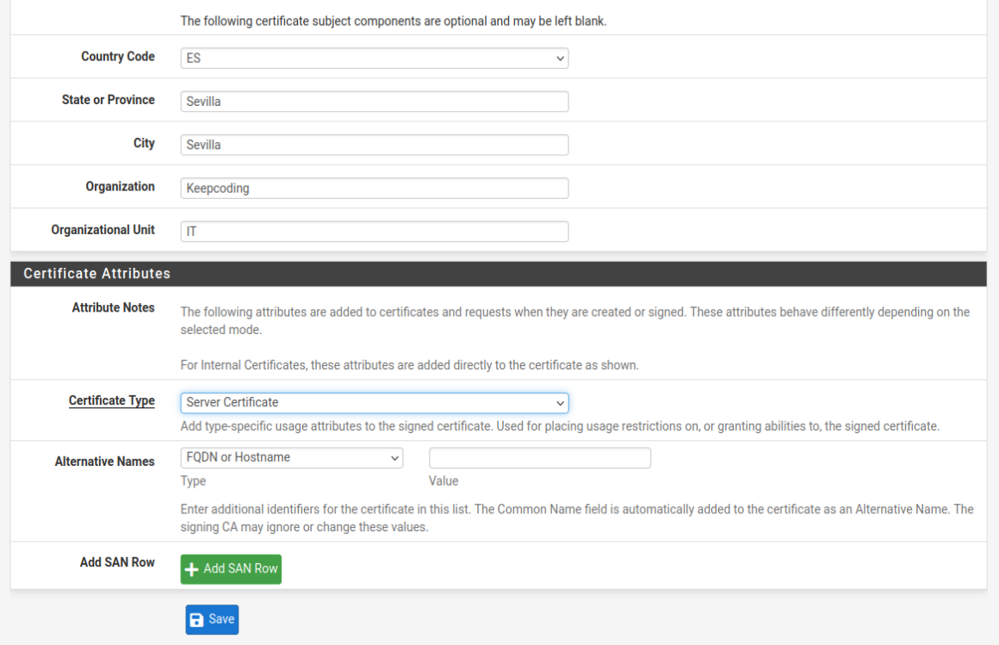 The following certificate subject components are optional and may be left blank.
Country Code
ES
State or Province
Sevilla
City
Sevilla
Organization
Keepcoding
Organizational Unit
IT
Certificate Attributes
Attribute Notes
The following attributes are added to certificates and requests when they are created or signed. These attributes behave differently depending on the
selected mode.
For Internal Certificates, these attributes are added directly to the certificate as shown.
Certificate Type
Server Certificate
Add type-specific usage attributes to the signed certificate. Used for placing usage restrictions on, or granting abilities to, the signed certificate.
Alternative Names
FQDN or Hostname
Type
Value
Enter additional identifiers for the certificate in this list. The Common Name field is automatically added to the certificate as an Alternative Name. The
signing CA may ignore or change these values.
Add SAN Row
Add SAN Row
Save